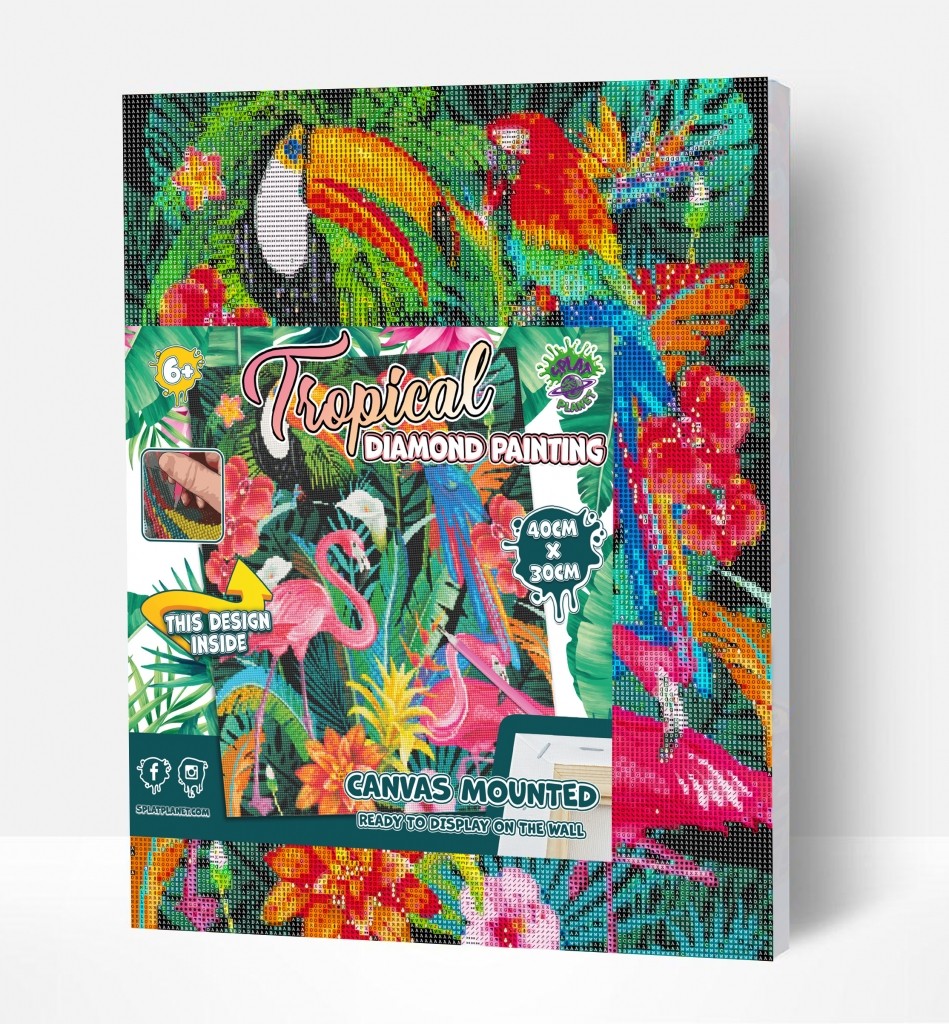 6+
Tropical
DIAMOND PAINTING
SPLAT
PLANET
40CM
X
30CM
THIS DESIGN
INSIDE
CANVAS MOUNTED
READY TO DISPLAY ON THE WALL
f
SPLATPLANET.COM